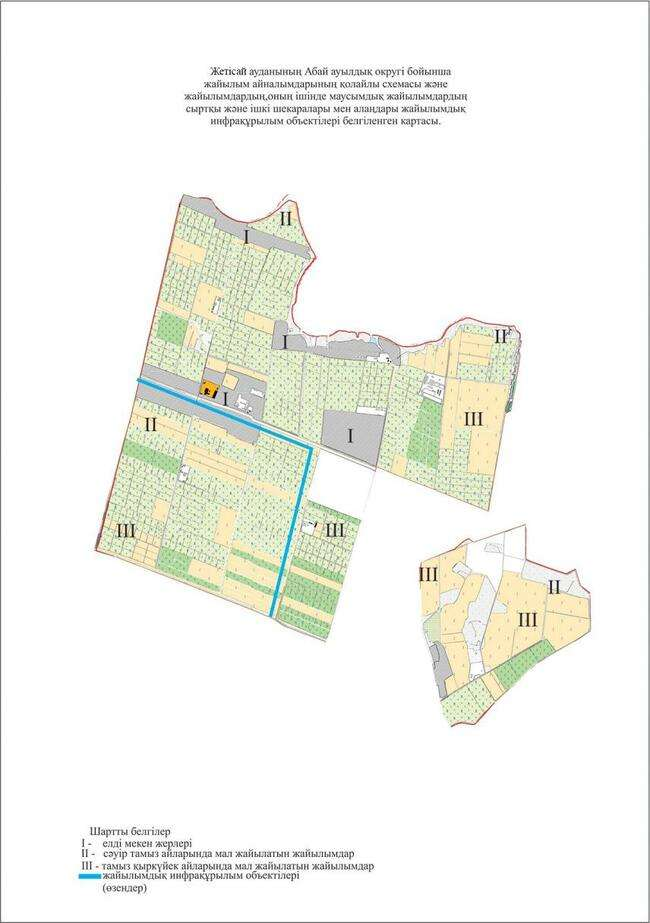 Жетісай ауданының Абай ауылдық округі бойынша
жайылым айналымдарының қолайлы схемасы және
жайылымдардың,оның ішінде маусымдық жайылымдардың
сыртқы және ішкі шекаралары мен алаңдары жайылымдық
инфрақұрылым объектілері белгіленген картасы.
II
I
I
II
I
III
II
I
III
III
III
II
III
Шартты белгілер
I - елді мекен жерлері
II - сәуір тамыз айларында мал жайылатын жайылымдар
III - тамыз қыркүйек айларында мал жайылатын жайылымдар
жайылымдық инфрақұрылым объектілері
(өзендер)